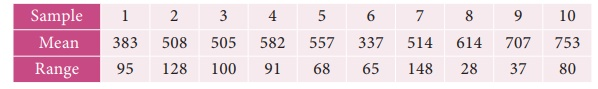 Sample 1 2 3 4 5 6 7 8 9 10
Mean 383 508 505 582 557 337 514 614 707 753
Range 95 128 100 91 68 65 148 28 37 80